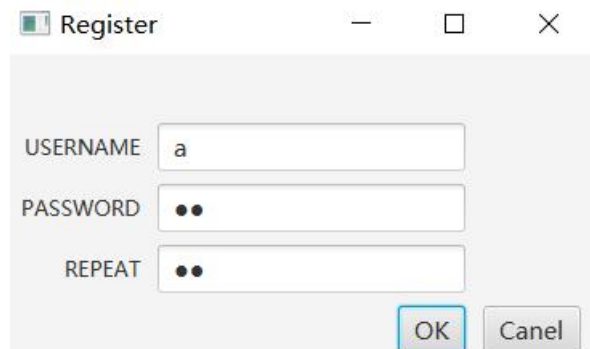 Register
USERNAME a
PASSWORD ●●
REPEAT ●●
OK Canel